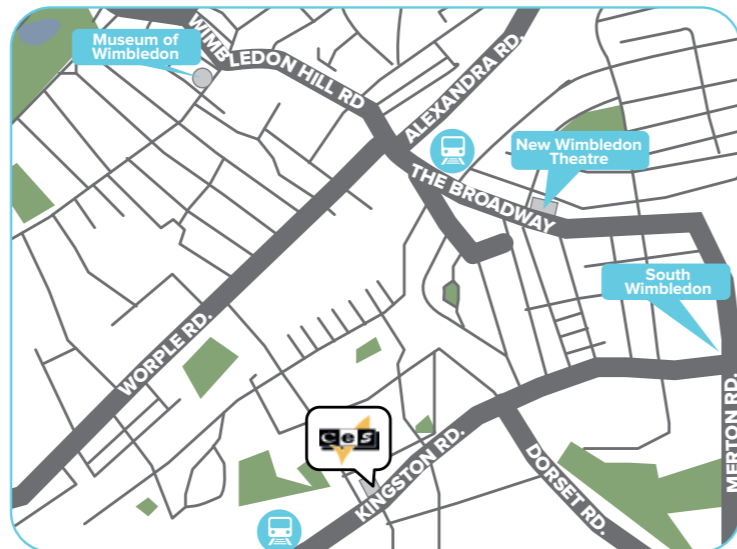 Museum of
Wimbledon
WIMBLEDON HILL RD
ALEXANDRA RD.
New Wimbledon
Theatre
THE BROADWAY
South
Wimbledon
WORPLE RD.
ces
KINGSTON RD.
DORSET RD.
MERTON RD.